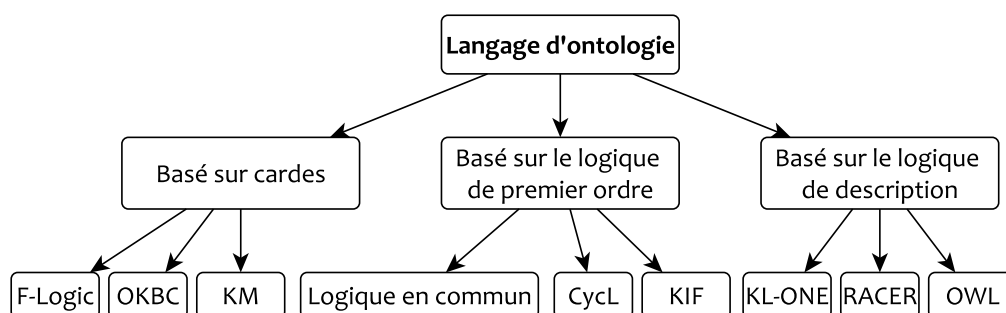 Langage d'ontologie
Basé sur cardes
Basé sur le logique
de premier ordre
Basé sur le logique
de description
F-Logic
OKBC
KM
Logique en commun
CycL
KIF
KL-ONE
RACER
OWL